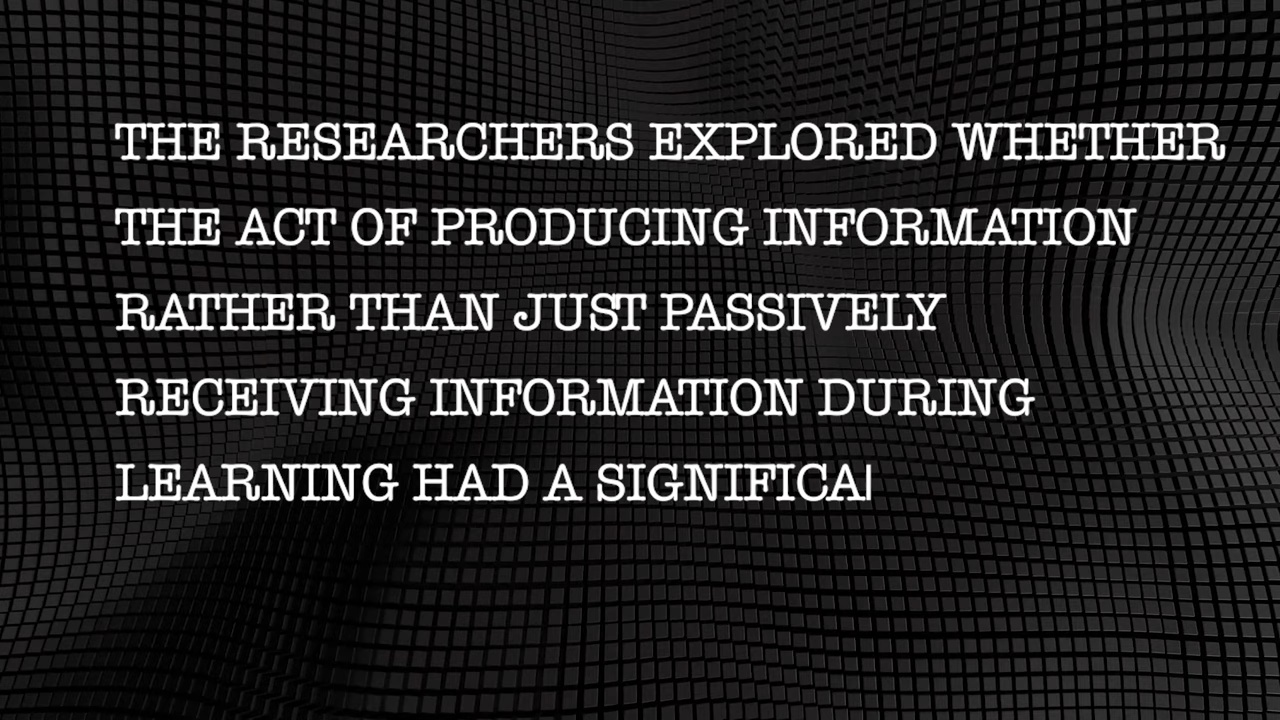 THE RESEARCHERS EXPLORED WHETHER
THE ACT OF PRODUCING INFORMATION
RATHER THAN JUST PASSIVELY
RECEIVING INFORMATION DURING
LEARNING HAD A SIGNIFICA